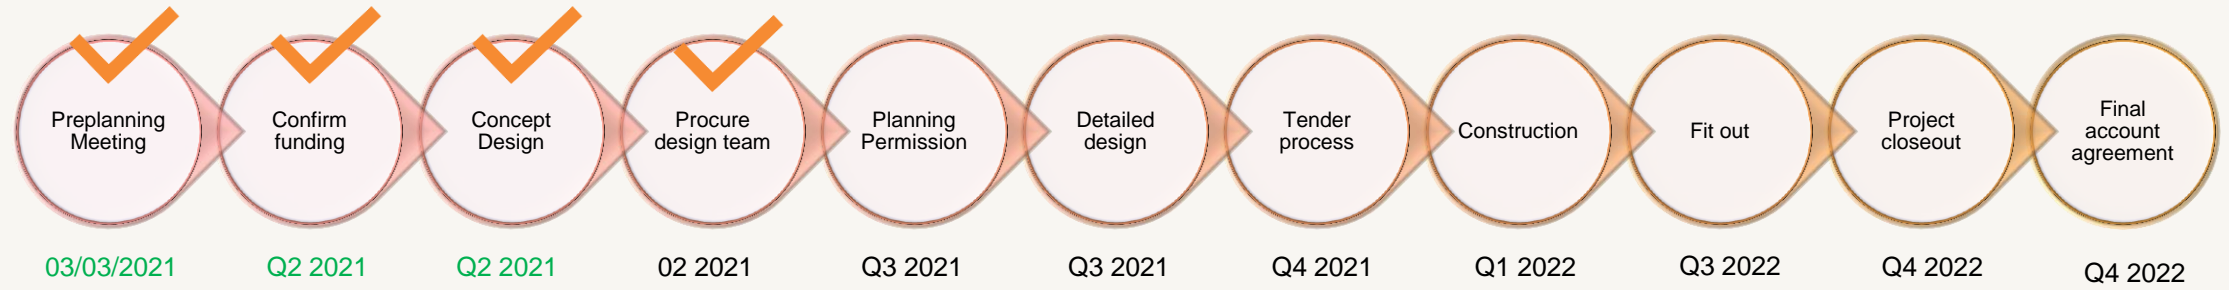 Preplanning
Meeting
Confirm
funding
Concept
Design
Procure
design team
Planning
Permission
Detailed
design
Tender
process
Construction
Fit out
Project
closeout
Final
account
agreement
03/03/2021
Q2 2021
Q2 2021
02 2021
Q3 2021
Q3 2021
Q4 2021
Q1 2022
Q3 2022
Q4 2022
Q4 2022